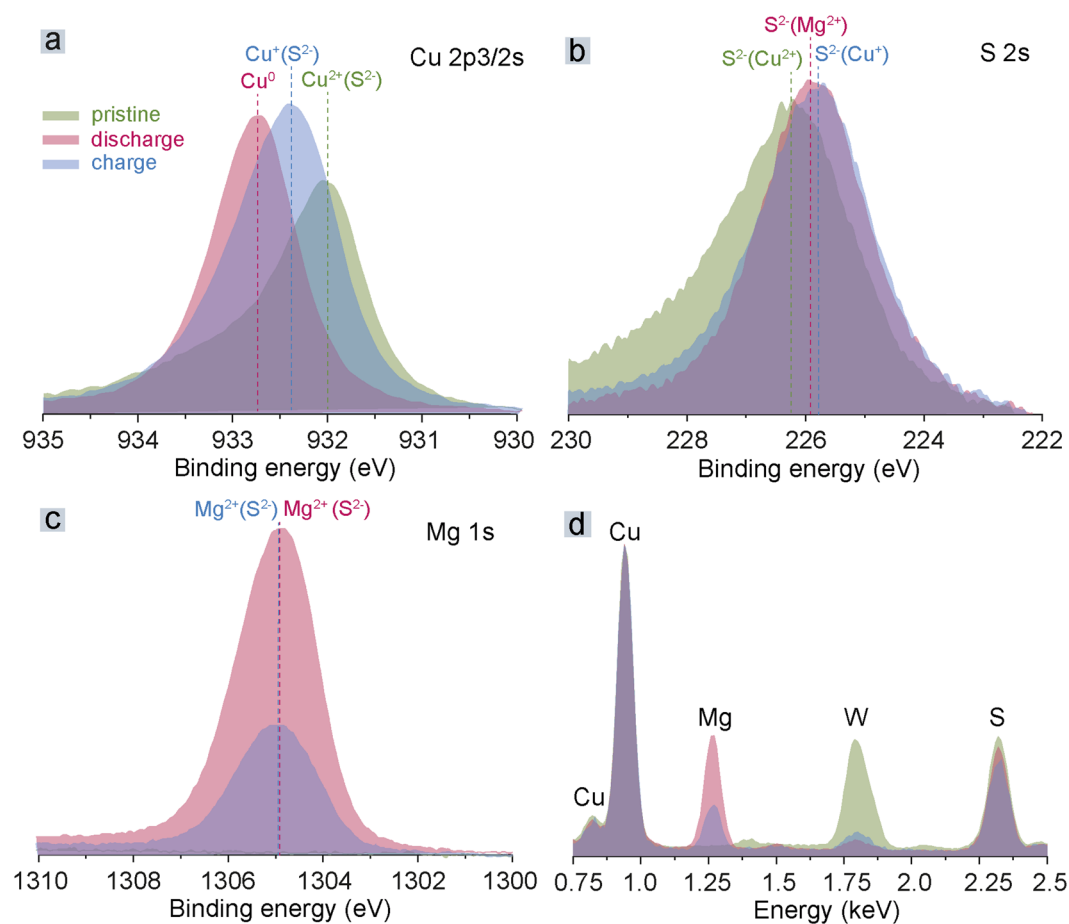 a
Cu 2p3/2s
Cu⁺(S²⁻)
Cu⁰
Cu²⁺(S²⁻)
pristine
discharge
charge
935
934
933
932
931
930
Binding energy (eV)
b
S 2s
S²⁻(Mg²⁺)
S²⁻(Cu²⁺)
S²⁻(Cu⁺)
230
228
226
224
222
Binding energy (eV)
c
Mg 1s
Mg²⁺(S²⁻)
Mg²⁺ (S²⁻)
1310
1308
1306
1304
1302
1300
Binding energy (eV)
d
Cu
Cu
Mg
W
S
0.75
1.0
1.25
1.5
1.75
2.0
2.25
2.5
Energy (keV)